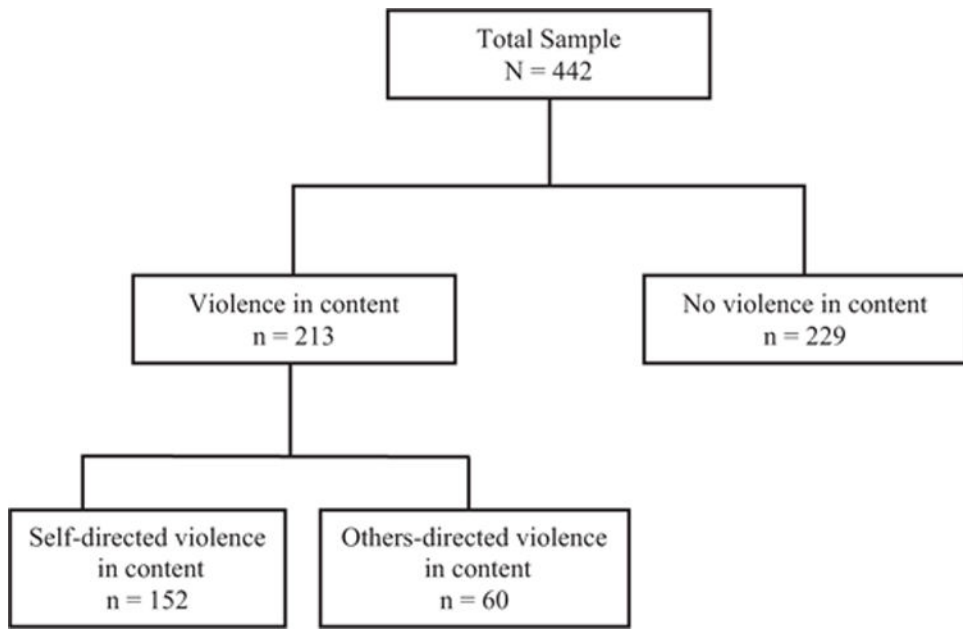 Total Sample
N = 442
Violence in content
n = 213
No violence in content
n = 229
Self-directed violence
in content
n = 152
Others-directed violence
in content
n = 60